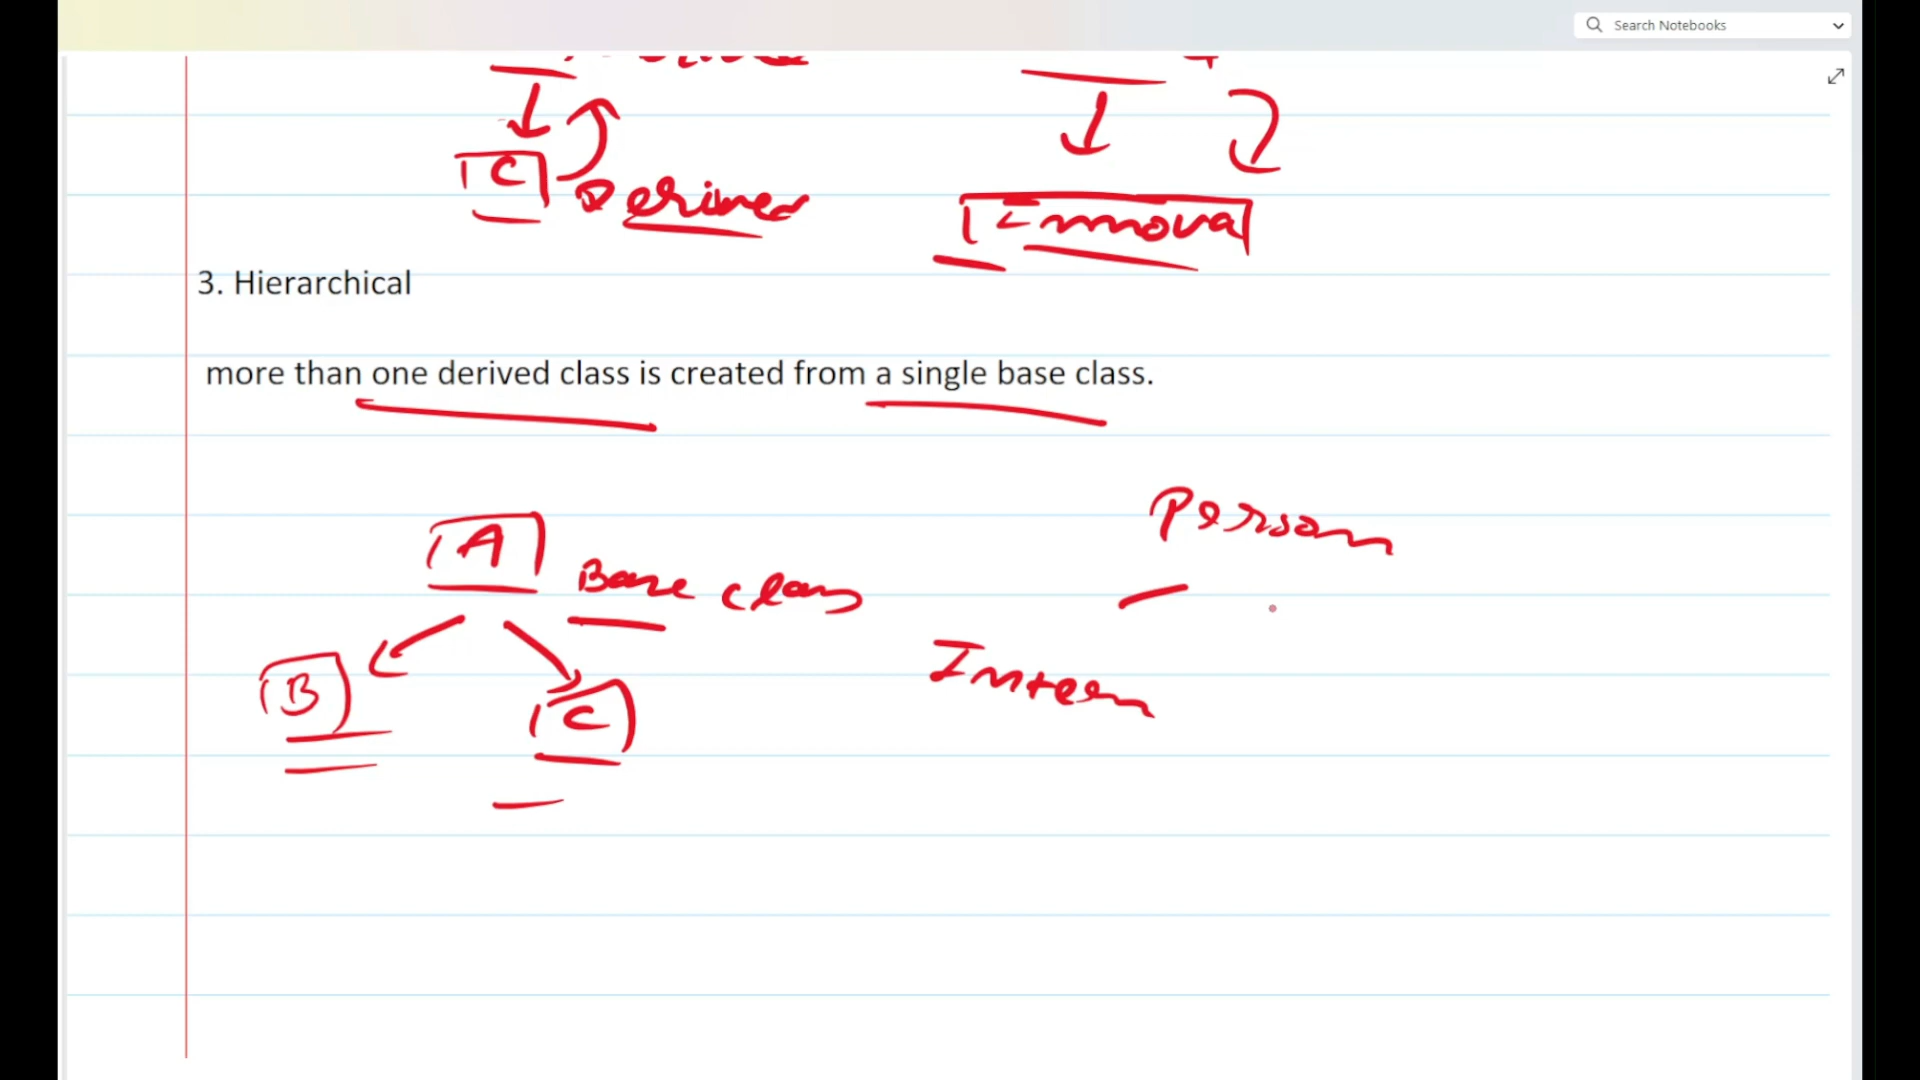 Search Notebooks
C
Derived
Innova
3. Hierarchical
more than one derived class is created from a single base class.
Person
A
Base class
Intern
B
C